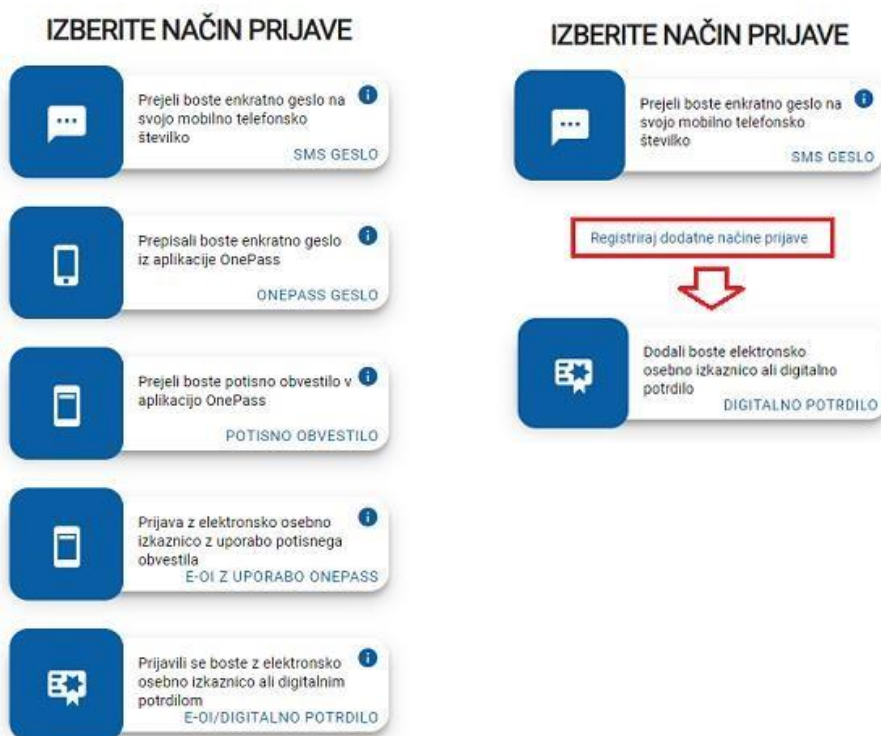 IZBERITE NAČIN PRIJAVE
Prejeli boste enkratno geslo na
svojo mobilno telefonsko
številko
SMS GESLO
Prepisali boste enkratno geslo
iz aplikacije OnePass
ONEPASS GESLO
Prejeli boste potisno obvestilo v
aplikacijo OnePass
POTISNO OBVESTILO
Prijava z elektronsko osebno
izkaznico z uporabo potisnega
obvestila
E-OI Z UPORABO ONEPASS
Prijavili se boste z elektronsko
osebno izkaznico ali digitalnim
potrdilom
E-OI/DIGITALNO POTRDILO
IZBERITE NAČIN PRIJAVE
Prejeli boste enkratno geslo na
svojo mobilno telefonsko
številko
SMS GESLO
Registriraj dodatne načine prijave
Dodali boste elektronsko
osebno izkaznico ali digitalno
potrdilo
DIGITALNO POTRDILO